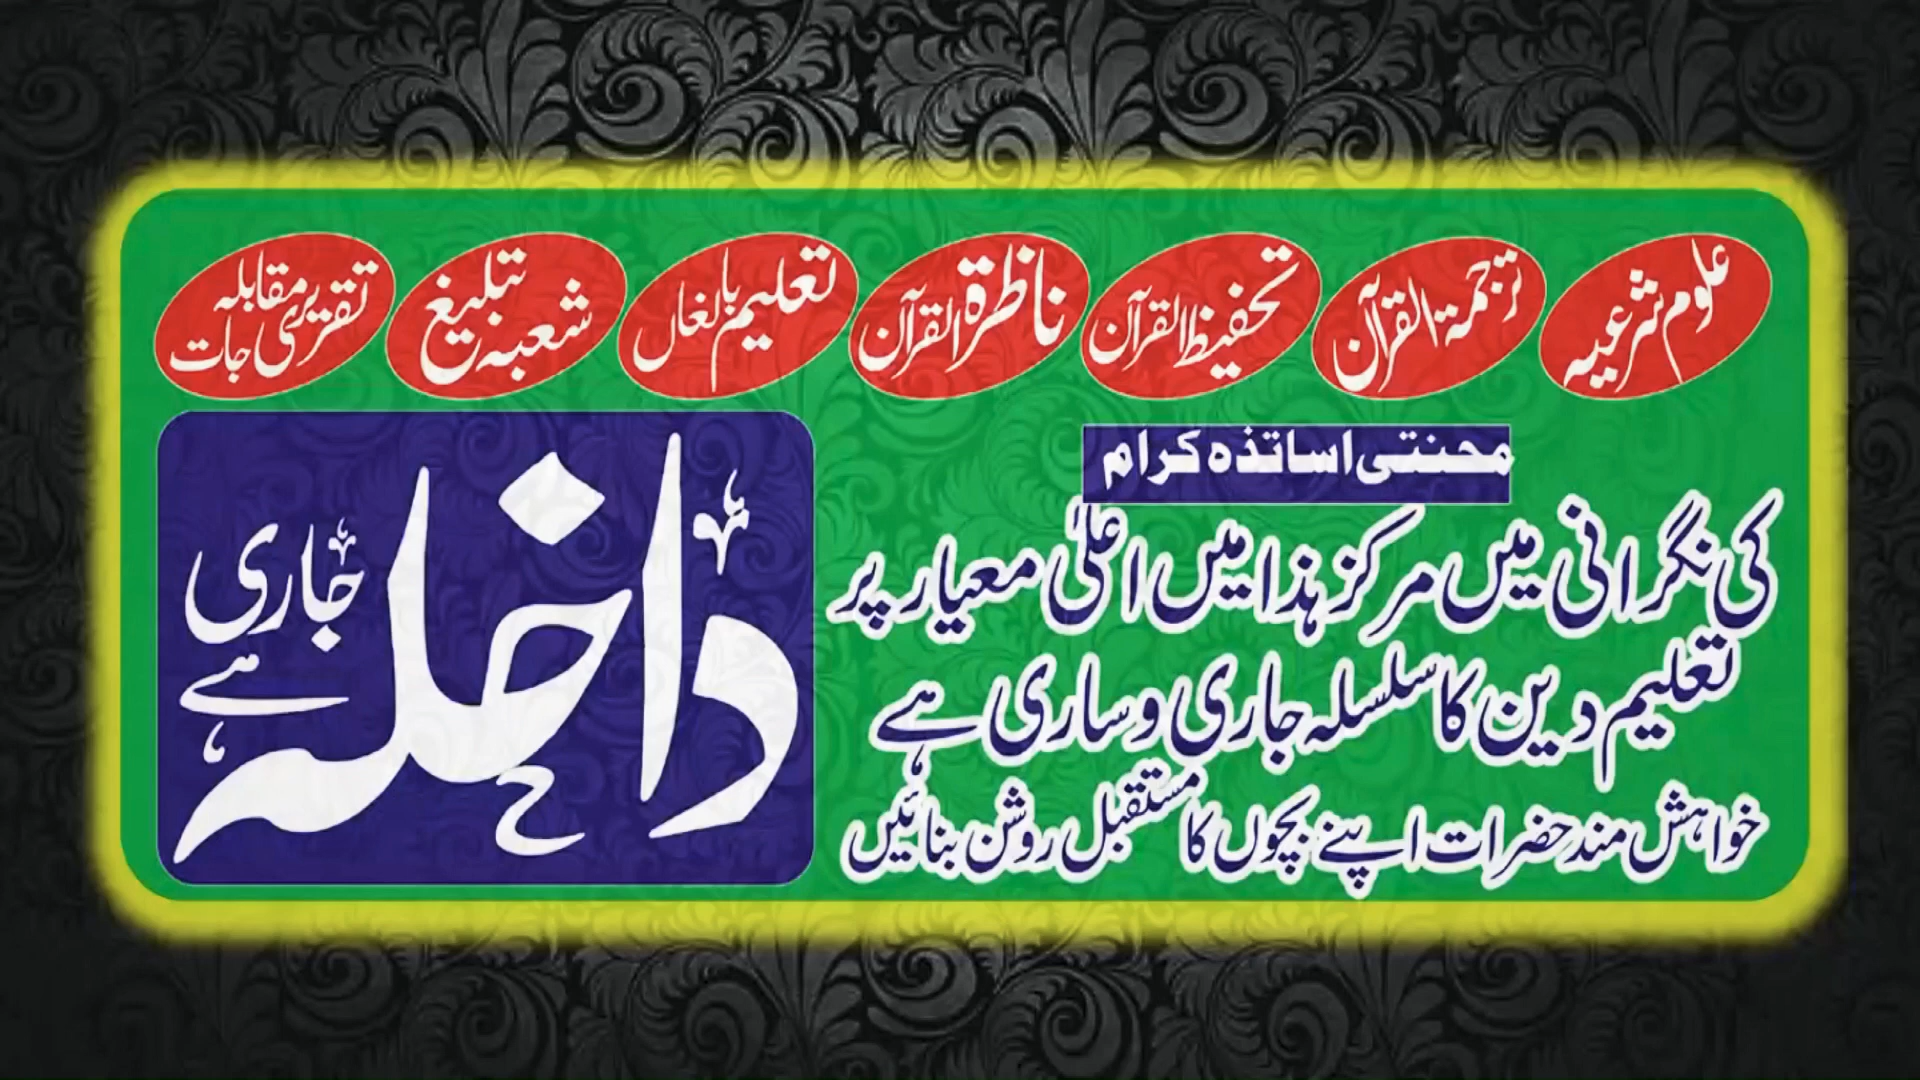 علوم شرعیہ
ترجمۃ القرآن
تحفیظ القرآن
ناظرۃ القرآن
تعلیم بالغاں
شعبہ تبلیغ
تقریری مقابلہ جات
محنتی اساتذہ کرام
کی نگرانی میں مرکز ہذا میں اعلیٰ معیار پر
تعلیم دین کا سلسلہ جاری و ساری ہے
خواہش مند حضرات اپنے بچوں کا مستقبل روشن بنائیں
داخلہ جاری ہے